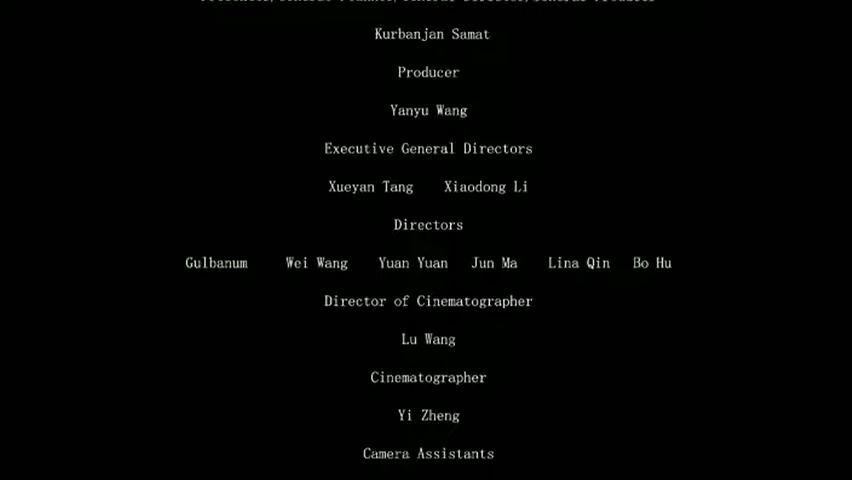 Kurbanjan Samat
Producer
Yanyu Wang
Executive General Directors
Xueyan Tang Xiaodong Li
Directors
Gulbanum Wei Wang Yuan Yuan Jun Ma Lina Qin Bo Hu
Director of Cinematographer
Lu Wang
Cinematographer
Yi Zheng
Camera Assistants